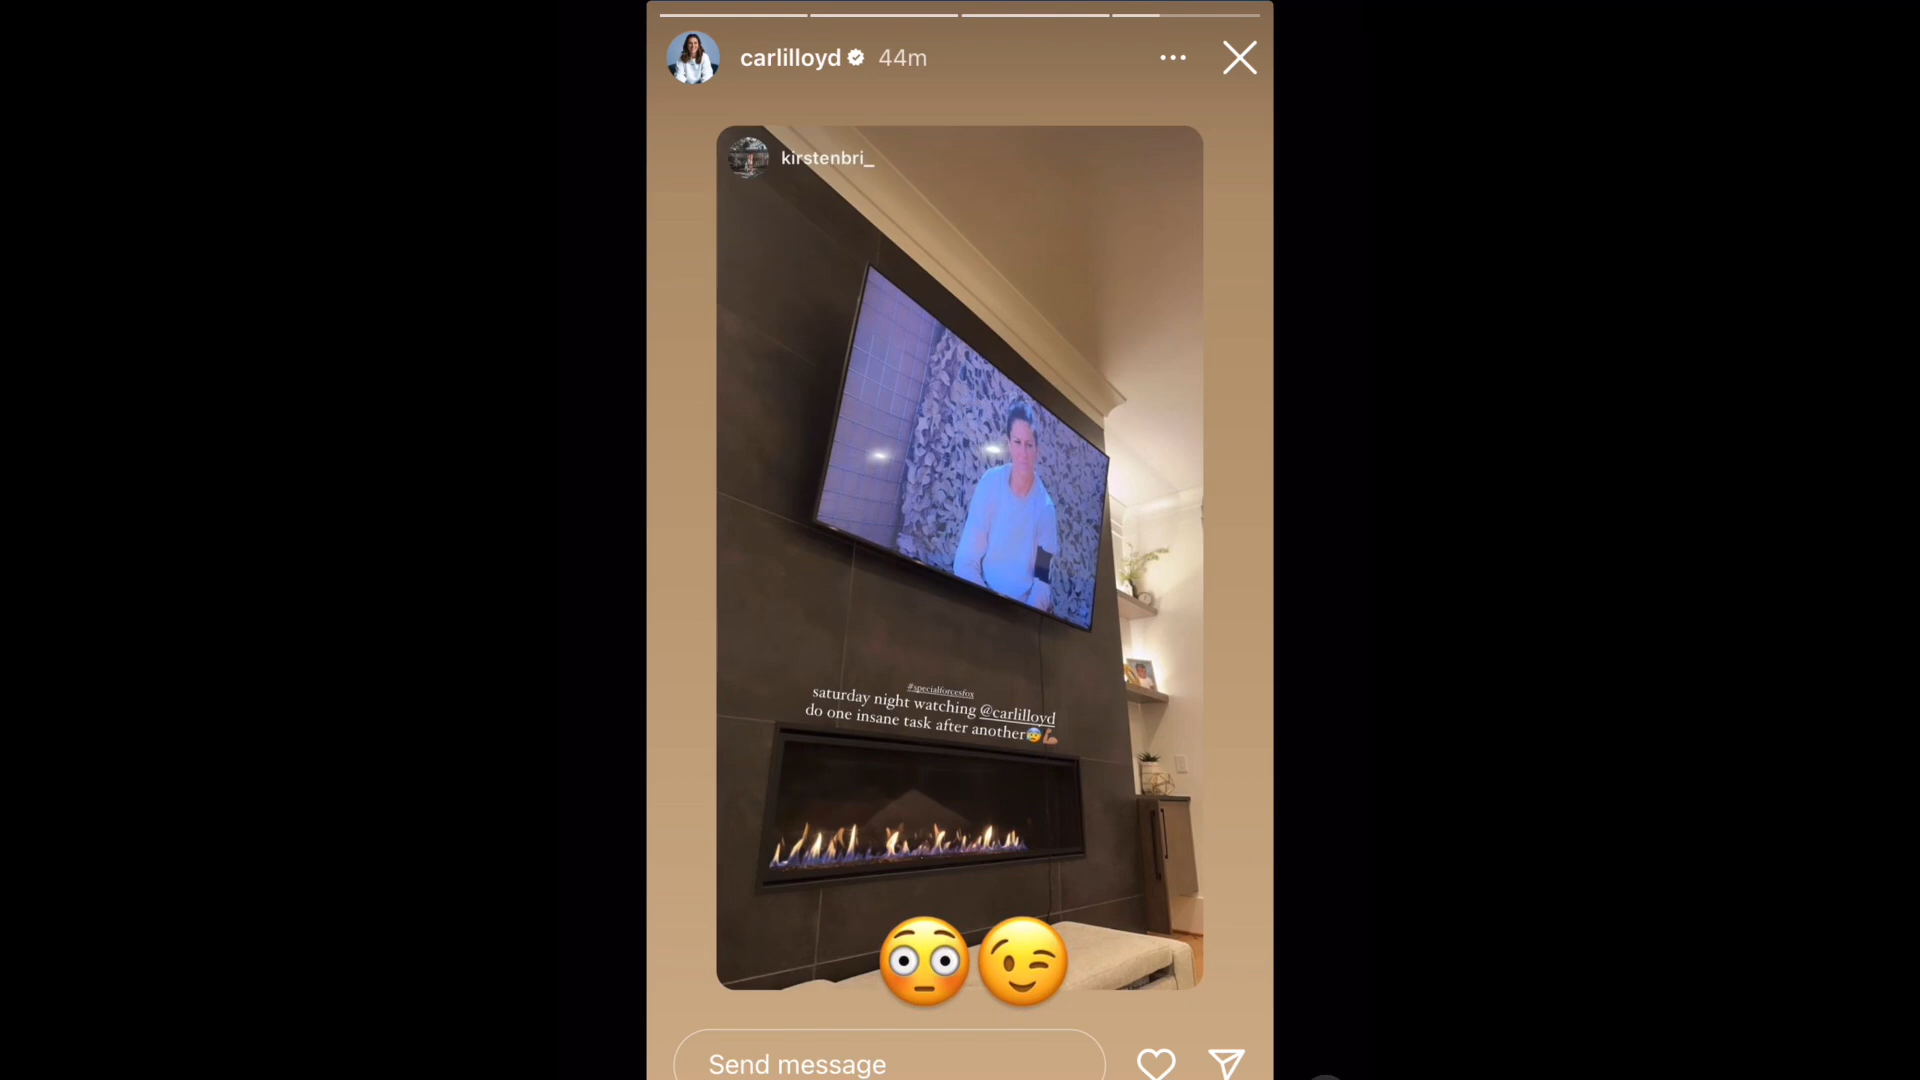 carlilloyd 44m
kirstenbri_
#specialforcesfox
saturday night watching @carlilloyd
do one insane task after another😰💪🏽
Send message